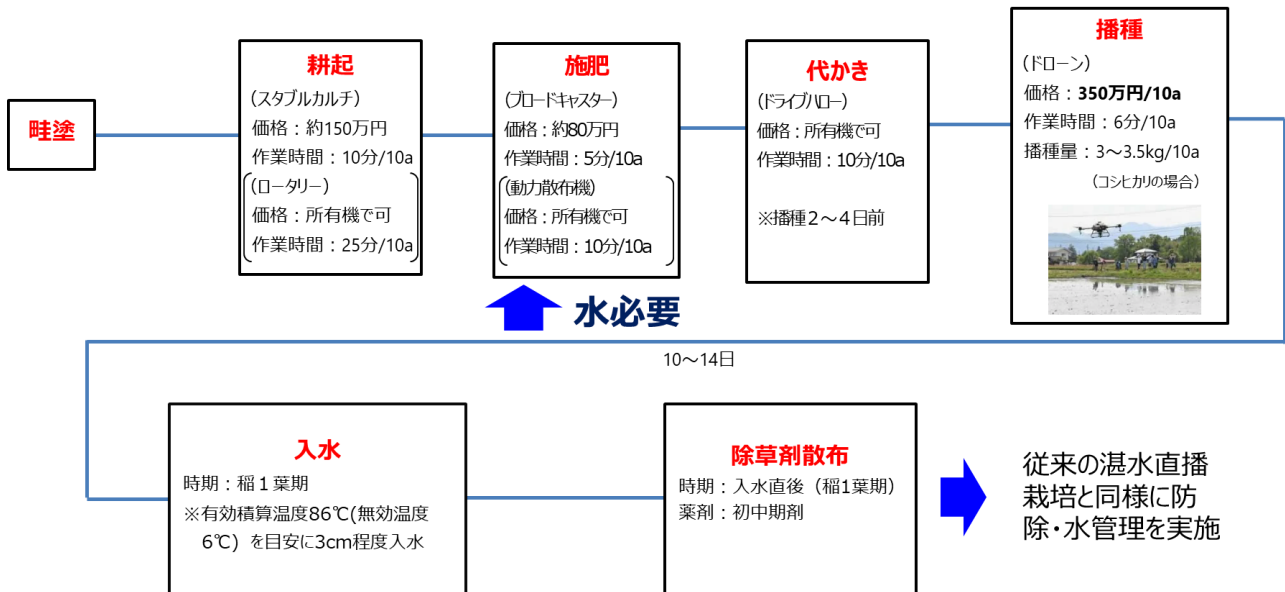 畦塗
耕起
(スタブルカルチ)
価格：約150万円
作業時間：10分/10a
(ロータリー)
価格：所有機で可
作業時間：25分/10a
施肥
(ブロードキャスター)
価格：約80万円
作業時間：5分/10a
(動力散布機)
価格：所有機で可
作業時間：10分/10a
代かき
(ドライブハロー)
価格：所有機で可
作業時間：10分/10a
※播種2～4日前
播種
(ドローン)
価格：350万円/10a
作業時間：6分/10a
播種量：3～3.5kg/10a
(コシヒカリの場合)
水必要
10～14日
入水
時期：稲１葉期
※有効積算温度86℃(無効温度
6℃) を目安に3cm程度入水
除草剤散布
時期：入水直後（稲1葉期）
薬剤：初中期剤
従来の湛水直播
栽培と同様に防
除・水管理を実施